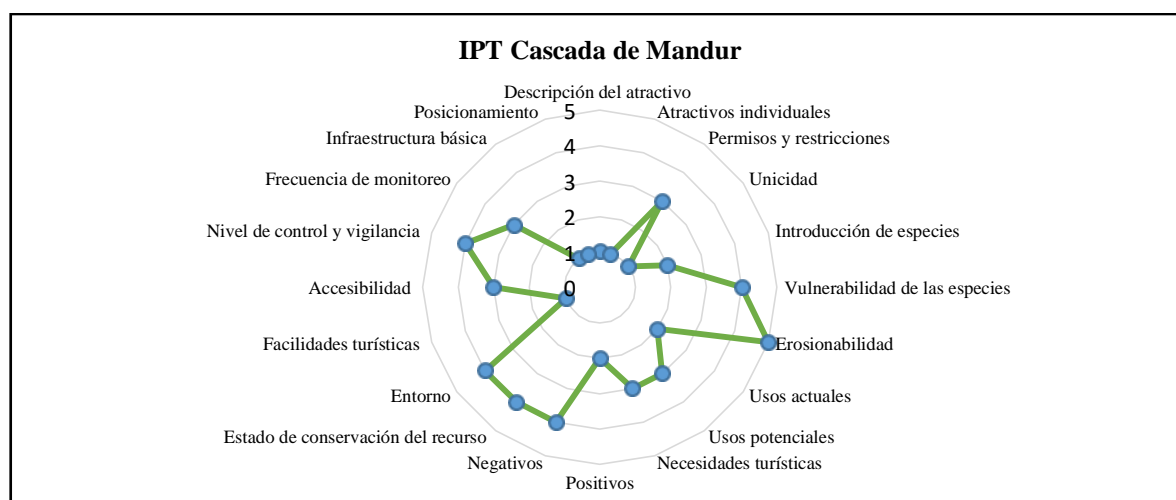 IPT Cascada de Mandur
Descripción del atractivo
Posicionamiento
Atractivos individuales
Infraestructura básica
Permisos y restricciones
Frecuencia de monitoreo
Unicidad
Nivel de control y vigilancia
Introducción de especies
Accesibilidad
Vulnerabilidad de las especies
Facilidades turísticas
Erosionabilidad
Entorno
Usos actuales
Estado de conservación del recurso
Usos potenciales
Negativos
Necesidades turísticas
Positivos
5
4
3
2
1
0